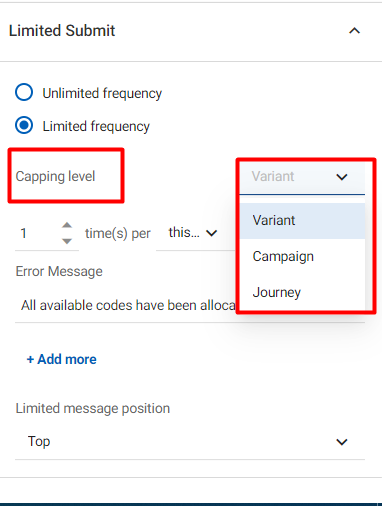 Limited Submit
Unlimited frequency
Limited frequency
Capping level
Variant
Variant
Campaign
Journey
1 time(s) per this...
Error Message
All available codes have been alloca
+ Add more
Limited message position
Top